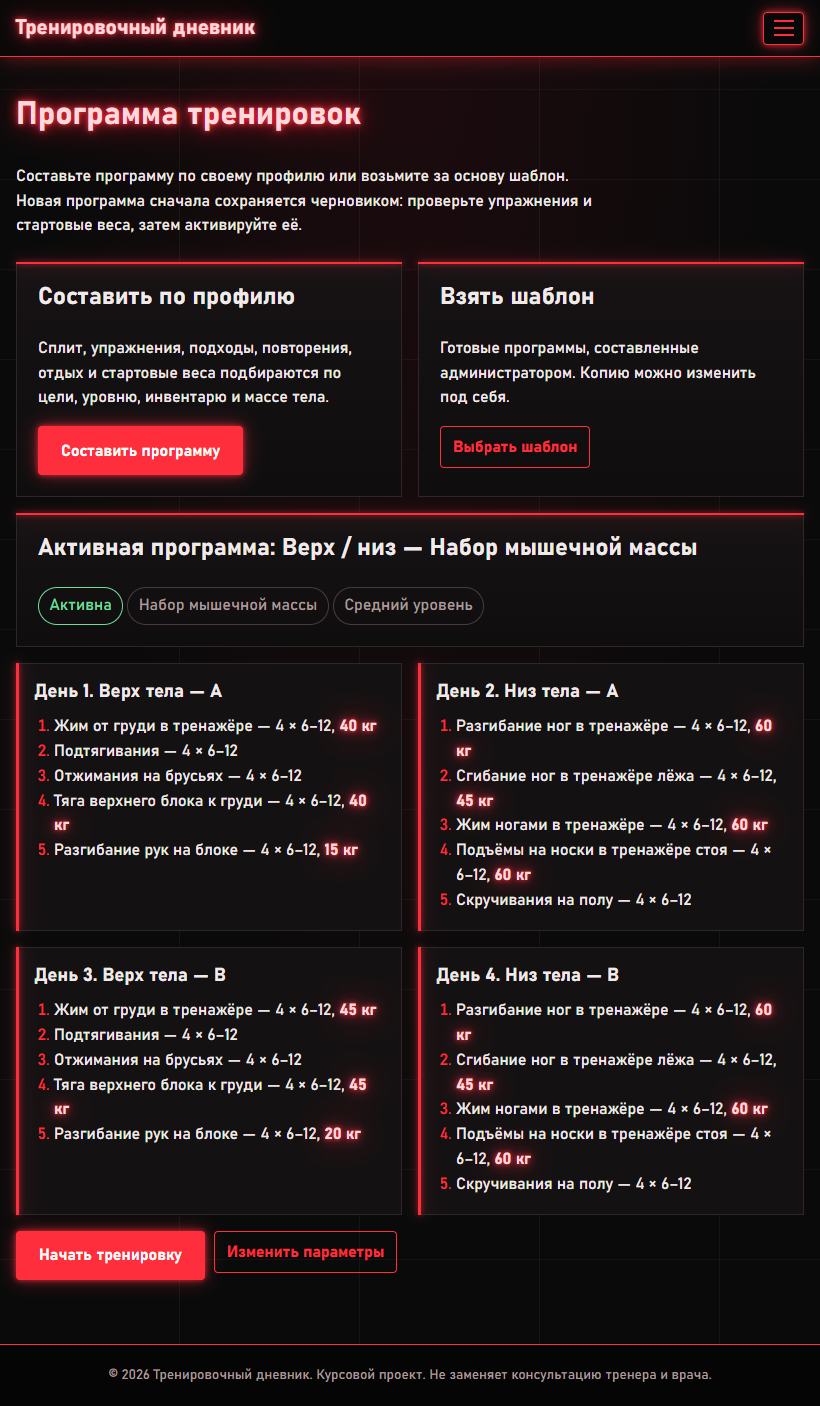 Тренировочный дневник
Программа тренировок
Составьте программу по своему профилю или возьмите за основу шаблон.
Новая программа сначала сохраняется черновиком: проверьте упражнения и
стартовые веса, затем активируйте её.
Составить по профилю
Сплит, упражнения, подходы, повторения,
отдых и стартовые веса подбираются по
цели, уровню, инвентарю и массе тела.
Составить программу
Взять шаблон
Готовые программы, составленные
администратором. Копию можно изменить
под себя.
Выбрать шаблон
Активная программа: Верх / низ — Набор мышечной массы
Активна
Набор мышечной массы
Средний уровень
День 1. Верх тела — A
1. Жим от груди в тренажёре — 4 × 6–12, 40 кг
2. Подтягивания — 4 × 6–12
3. Отжимания на брусьях — 4 × 6–12
4. Тяга верхнего блока к груди — 4 × 6–12, 40
кг
5. Разгибание рук на блоке — 4 × 6–12, 15 кг
День 2. Низ тела — A
1. Разгибание ног в тренажёре — 4 × 6–12, 60
кг
2. Сгибание ног в тренажёре лёжа — 4 × 6–12,
45 кг
3. Жим ногами в тренажёре — 4 × 6–12, 60 кг
4. Подъёмы на носки в тренажёре стоя — 4 ×
6–12, 60 кг
5. Скручивания на полу — 4 × 6–12
День 3. Верх тела — B
1. Жим от груди в тренажёре — 4 × 6–12, 45 кг
2. Подтягивания — 4 × 6–12
3. Отжимания на брусьях — 4 × 6–12
4. Тяга верхнего блока к груди — 4 × 6–12, 45
кг
5. Разгибание рук на блоке — 4 × 6–12, 20 кг
День 4. Низ тела — B
1. Разгибание ног в тренажёре — 4 × 6–12, 60
кг
2. Сгибание ног в тренажёре лёжа — 4 × 6–12,
45 кг
3. Жим ногами в тренажёре — 4 × 6–12, 60 кг
4. Подъёмы на носки в тренажёре стоя — 4 ×
6–12, 60 кг
5. Скручивания на полу — 4 × 6–12
Начать тренировку
Изменить параметры
© 2026 Тренировочный дневник. Курсовой проект. Не заменяет консультацию тренера и врача.